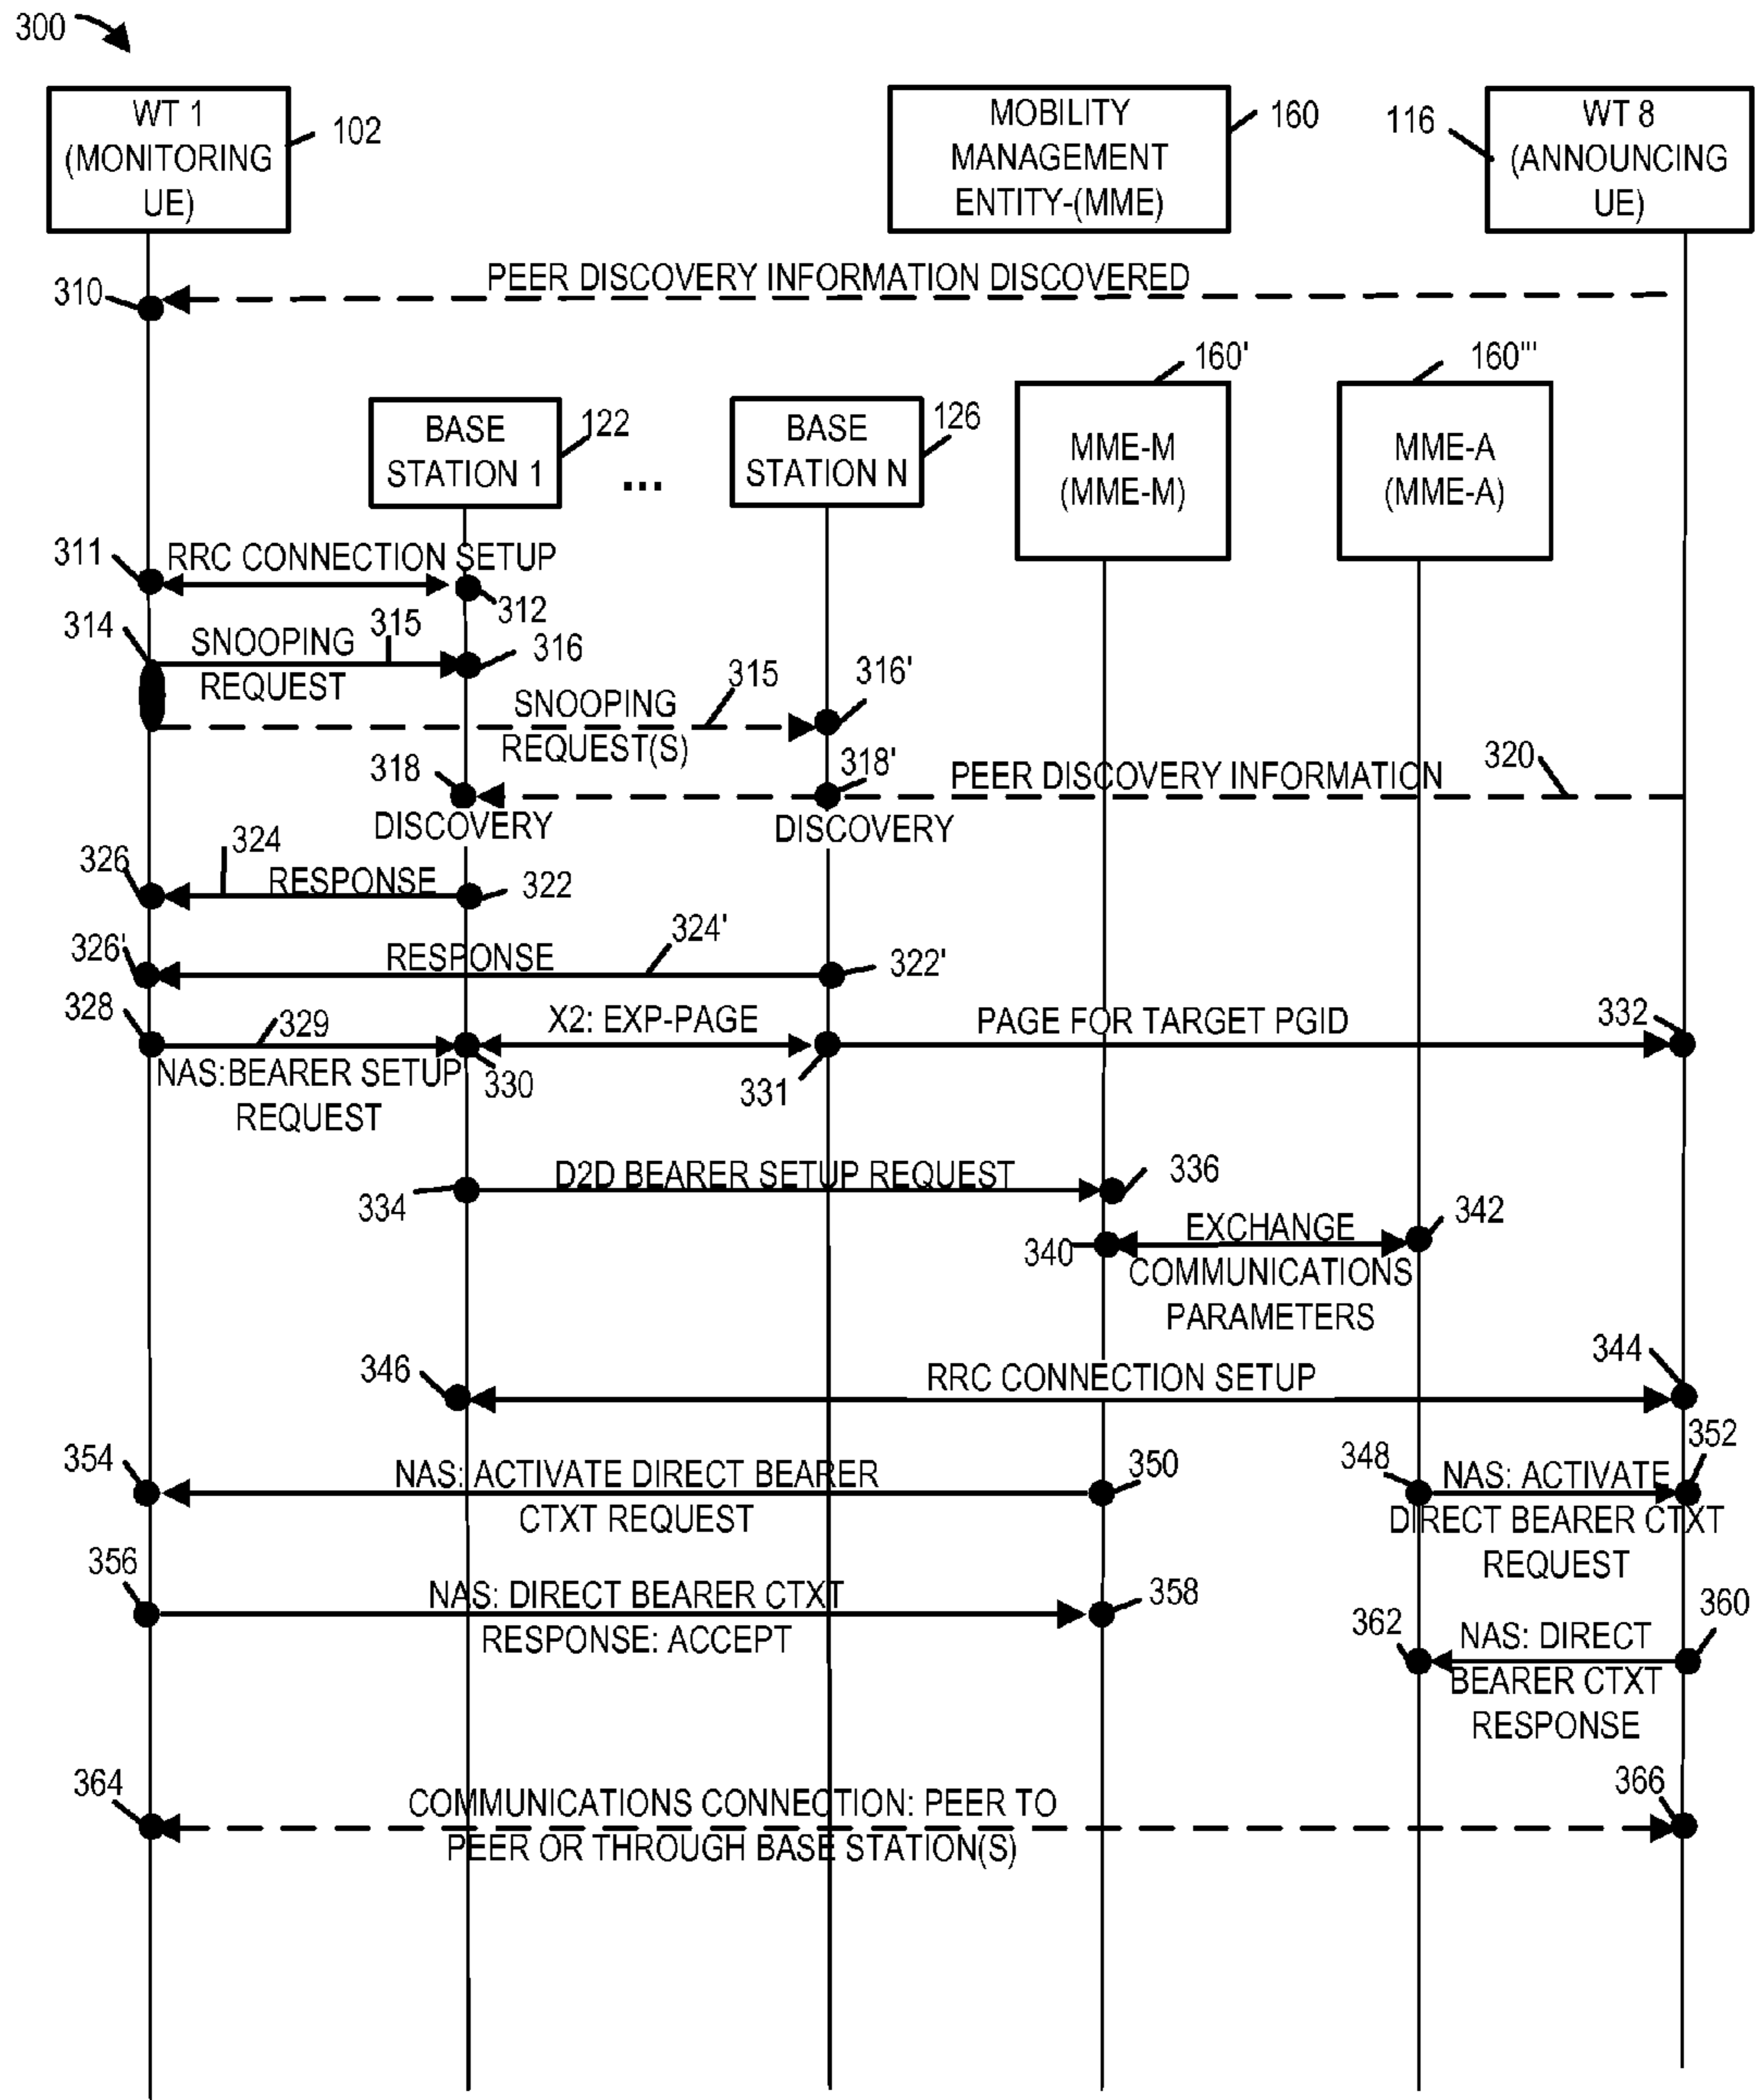 300
WT 1
(MONITORING
UE)
102
MOBILITY
MANAGEMENT
ENTITY-(MME)
160
116
WT 8
(ANNOUNCING
UE)
PEER DISCOVERY INFORMATION DISCOVERED
310
160'
160'''
BASE
STATION 1
122
...
BASE
STATION N
126
MME-M
(MME-M)
MME-A
(MME-A)
311
RRC CONNECTION SETUP
312
314
SNOOPING
REQUEST
315
316
SNOOPING
REQUEST(S)
315
316'
318
DISCOVERY
318'
DISCOVERY
PEER DISCOVERY INFORMATION
320
326
324
RESPONSE
322
326'
RESPONSE
324'
322'
328
329
NAS:BEARER SETUP
REQUEST
330
X2: EXP-PAGE
331
PAGE FOR TARGET PGID
332
334
D2D BEARER SETUP REQUEST
336
340
EXCHANGE
COMMUNICATIONS
PARAMETERS
342
346
RRC CONNECTION SETUP
344
354
NAS: ACTIVATE DIRECT BEARER
CTXT REQUEST
350
348
NAS: ACTIVATE
DIRECT BEARER CTXT
REQUEST
352
356
NAS: DIRECT BEARER CTXT
RESPONSE: ACCEPT
358
362
NAS: DIRECT
BEARER CTXT
RESPONSE
360
364
COMMUNICATIONS CONNECTION: PEER TO
PEER OR THROUGH BASE STATION(S)
366